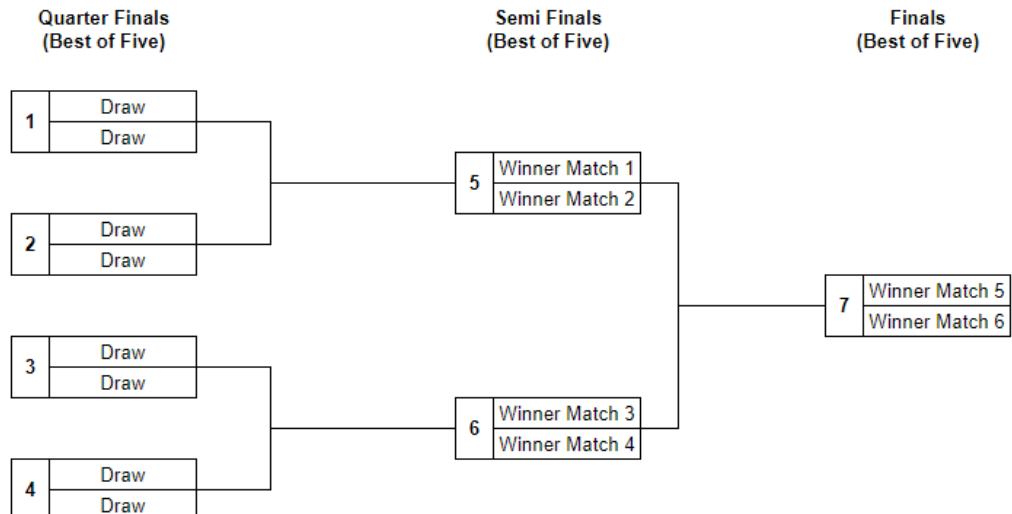 Quarter Finals
(Best of Five)
Semi Finals
(Best of Five)
Finals
(Best of Five)
1
Draw
Draw
2
Draw
Draw
3
Draw
Draw
4
Draw
Draw
5
Winner Match 1
Winner Match 2
6
Winner Match 3
Winner Match 4
7
Winner Match 5
Winner Match 6